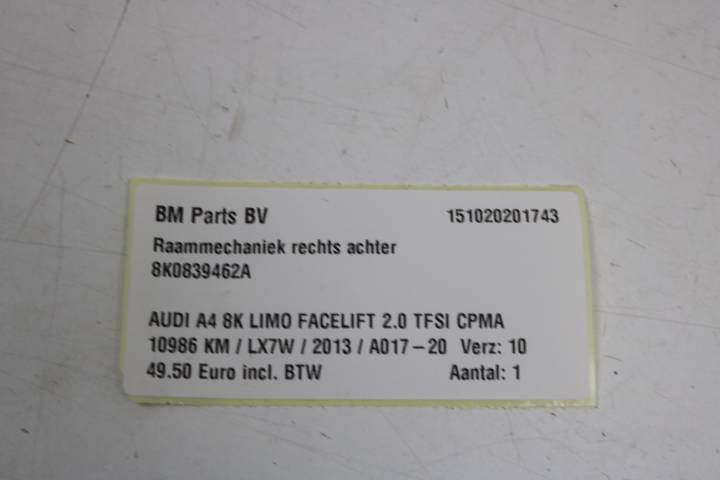 BM Parts BV 151020201743
Raammechaniek rechts achter
8K0839462A
AUDI A4 8K LIMO FACELIFT 2.0 TFSI CPMA
10986 KM / LX7W / 2013 / A017-20 Verz: 10
49.50 Euro incl. BTW Aantal: 1